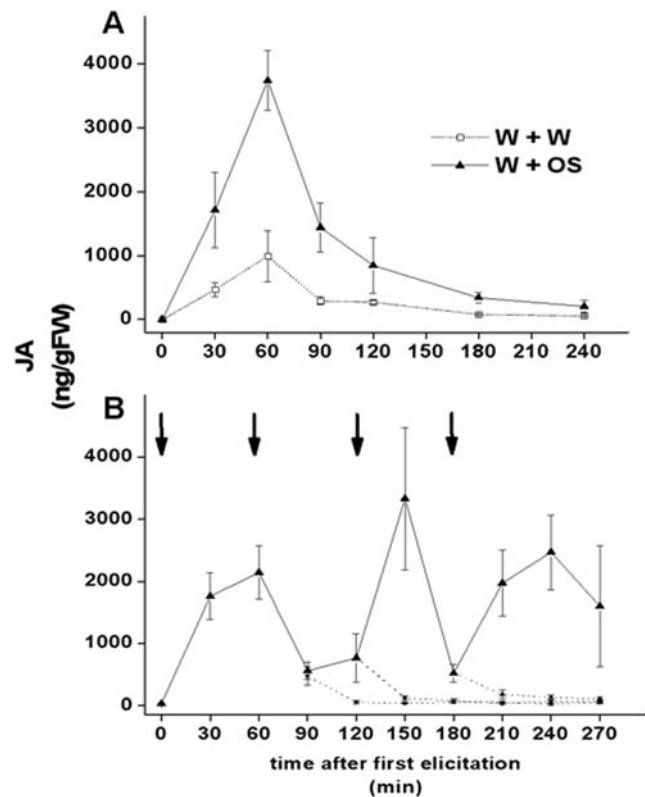 A
4000
3000
2000
1000
0
W + W
W + OS
0 30 60 90 120 150 180 210 240
JA
(ng/gFW)
B
4000
3000
2000
1000
0
0 30 60 90 120 150 180 210 240 270
time after first elicitation
(min)